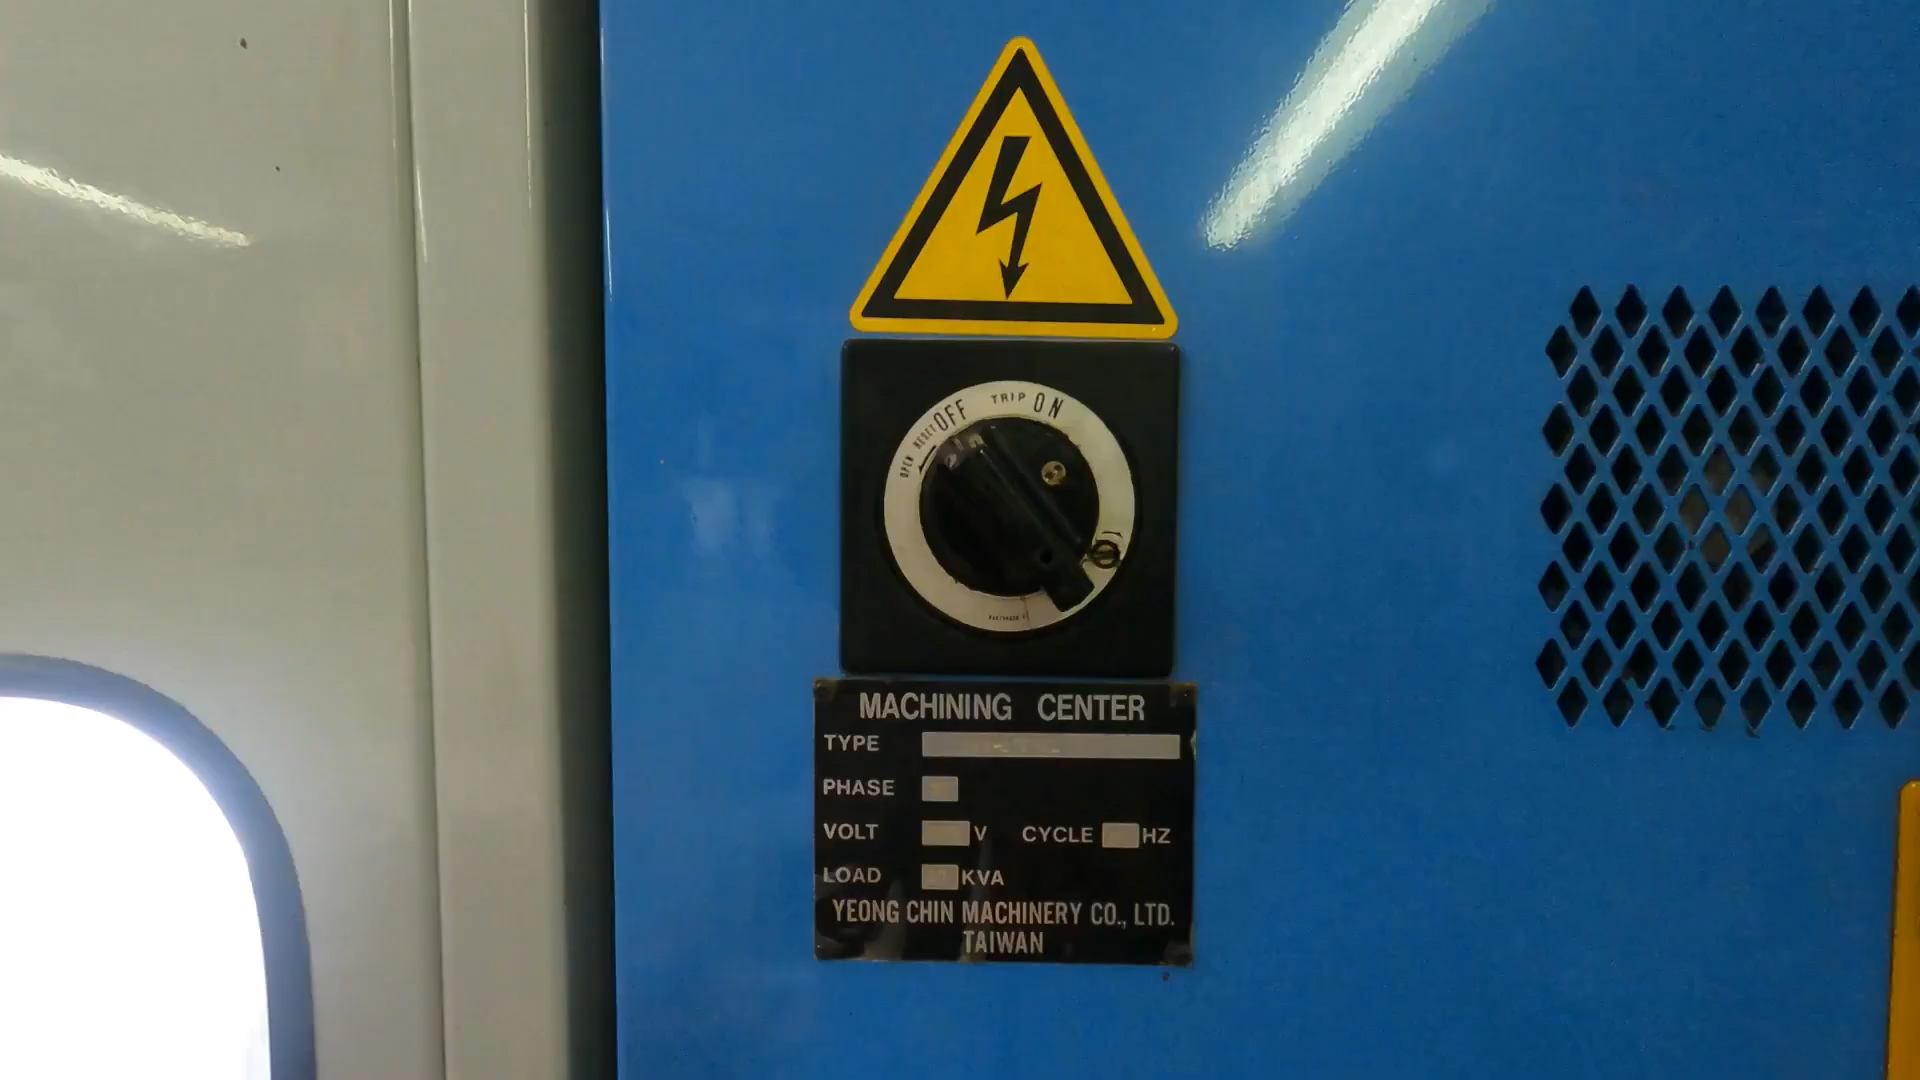 OPEN RESET OFF TRIP ON
MACHINING CENTER
TYPE
PHASE
VOLT V CYCLE HZ
LOAD KVA
YEONG CHIN MACHINERY CO., LTD.
TAIWAN